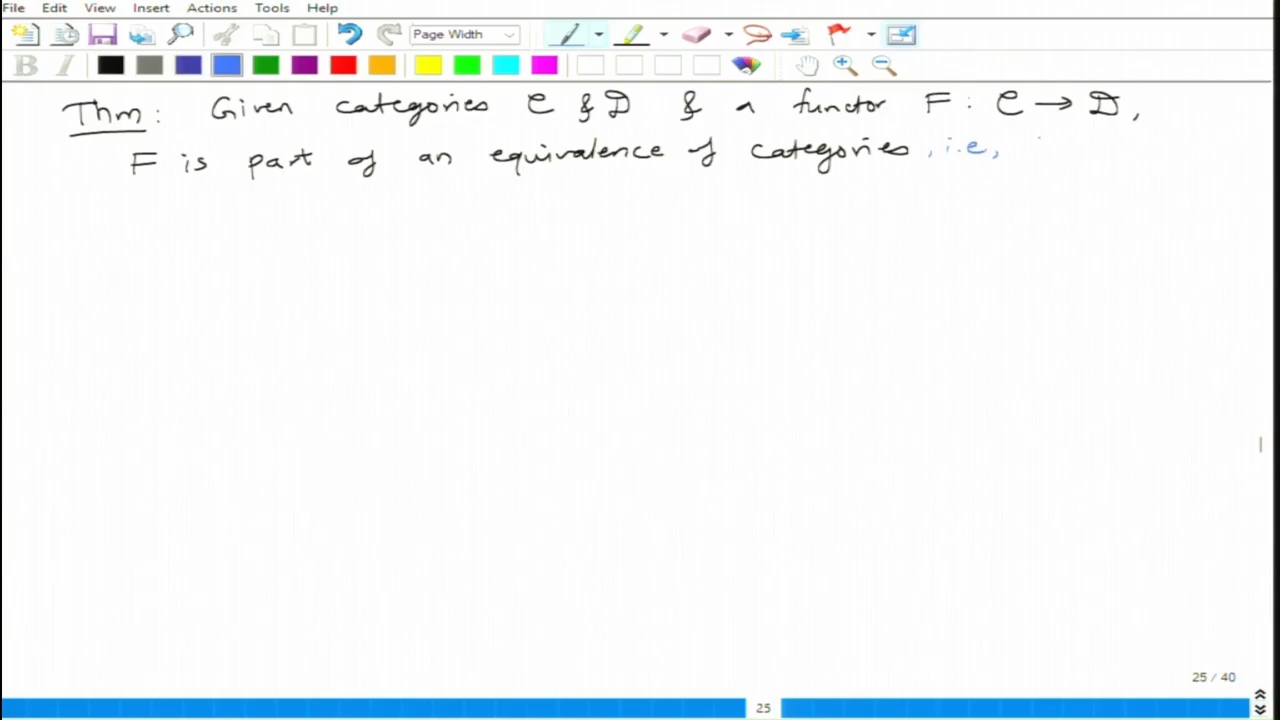 File Edit View Insert Actions Tools Help
Page Width
B I
Thm: Given categories C & D & a functor F: C → D,
F is part of an equivalence of categories, i.e,
25 / 40
25